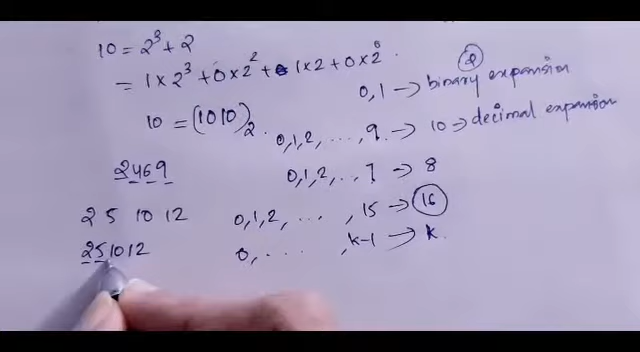 10 = 2³ + 2
= 1 × 2³ + 0 × 2² + 1 × 2 + 0 × 2⁰ .
2
0, 1 → binary expansion
10 = (1010)₂ .
0, 1, 2, ..., 9 → 10 → decimal expansion
2469
0, 1, 2, .., 7 → 8
2 5 10 12
0, 1, 2, ... , 15 → 16
251012
0, .... , k-1 → k.